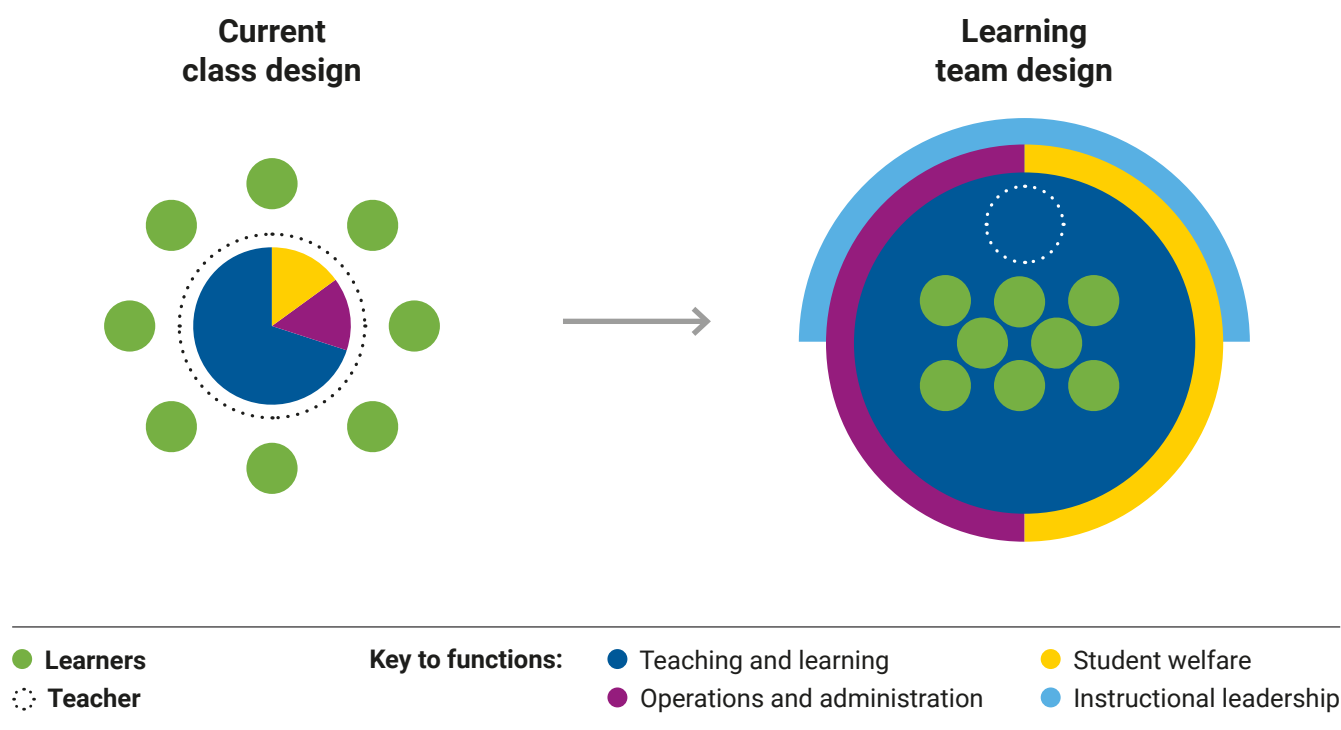 Current
class design
Learning
team design
Learners
Teacher
Key to functions:
Teaching and learning
Operations and administration
Student welfare
Instructional leadership